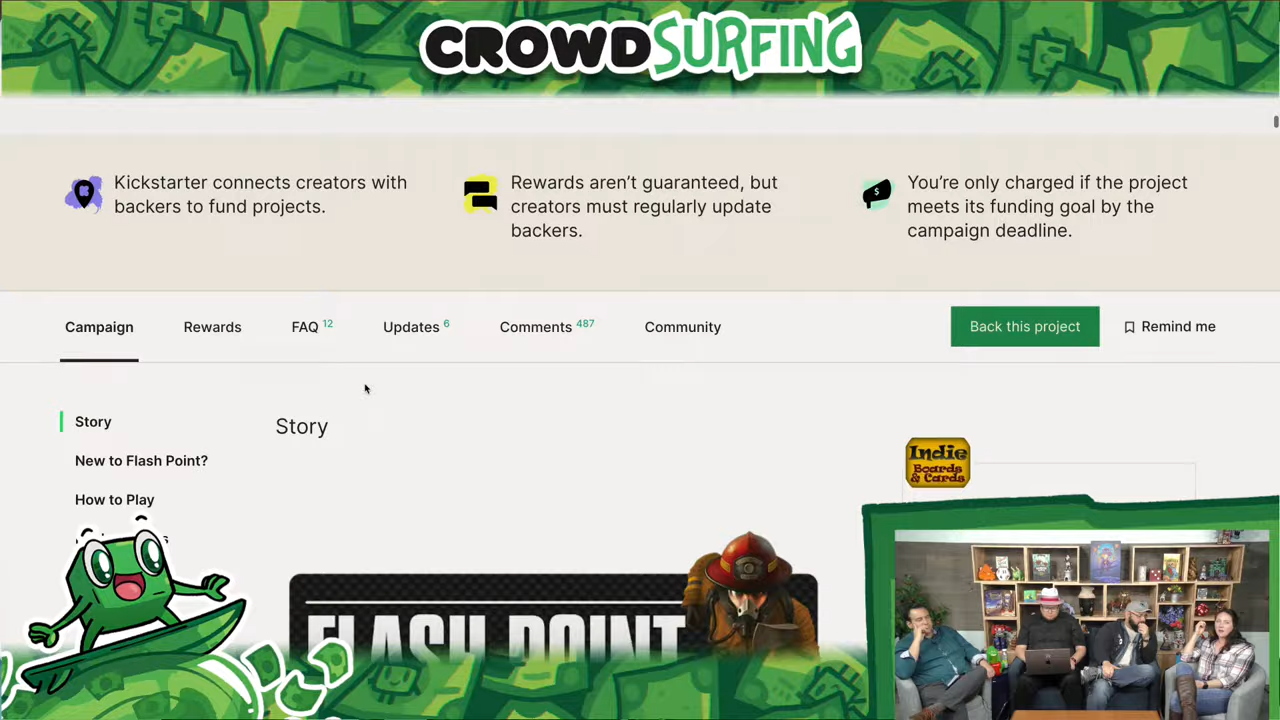 CROWDSURFING
Kickstarter connects creators with
backers to fund projects.
Rewards aren’t guaranteed, but
creators must regularly update
backers.
You’re only charged if the project
meets its funding goal by the
campaign deadline.
Campaign
Rewards
FAQ 12
Updates 6
Comments 487
Community
Back this project
Remind me
Story
New to Flash Point?
How to Play
Story
Indie
Boards
& Cards
FLASH POINT